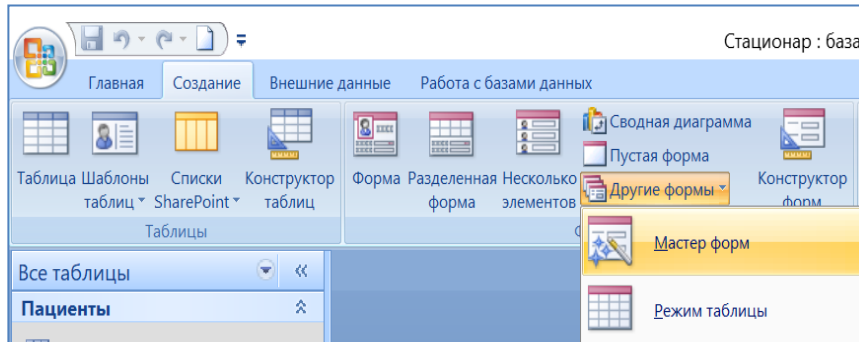 Стационар : база
Главная Создание Внешние данные Работа с базами данных
Таблица Шаблоны таблиц Списки SharePoint Конструктор таблиц
Форма Разделенная форма Несколько элементов
Сводная диаграмма
Пустая форма
Другие формы
Конструктор форм
Таблицы
Мастер форм
Режим таблицы
Все таблицы
Пациенты